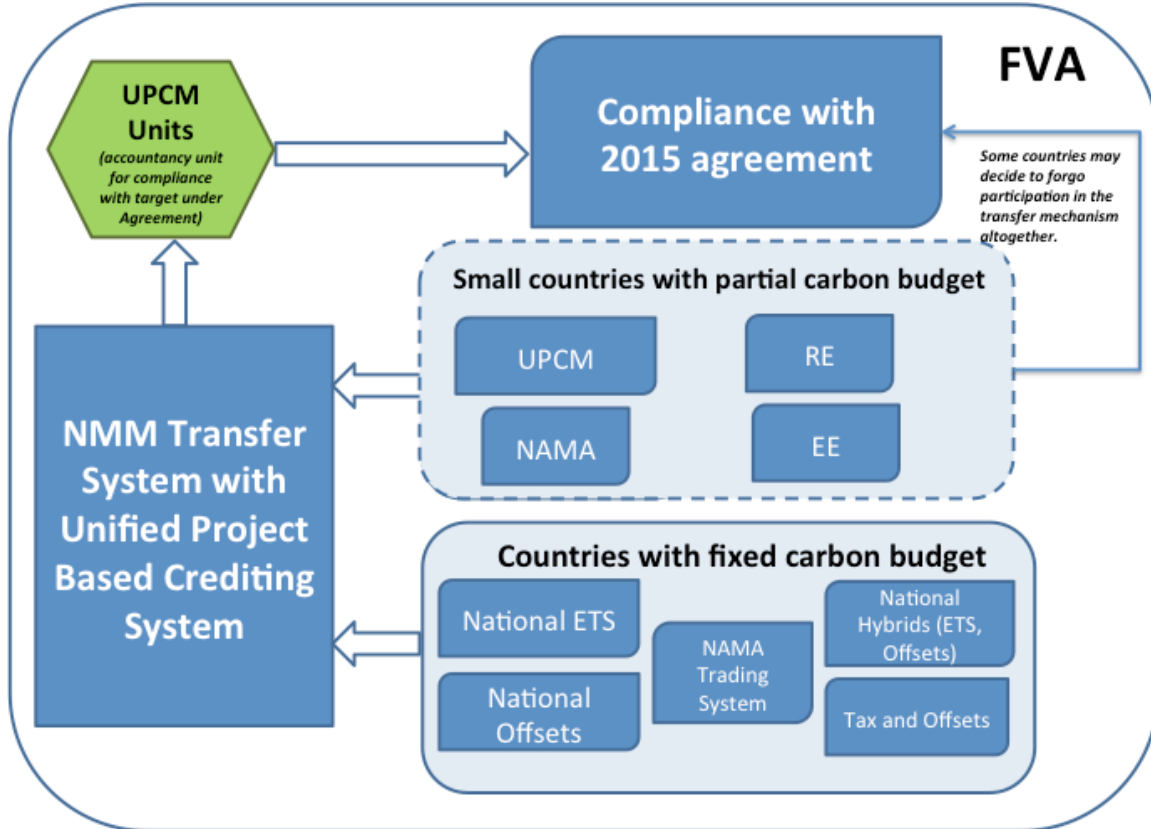 FVA
UPCM
Units
(accountancy unit
for compliance
with target under
Agreement)
Compliance with
2015 agreement
Some countries may
decide to forgo
participation in the
transfer mechanism
altogether.
Small countries with partial carbon budget
UPCM
RE
NAMA
EE
NMM Transfer
System with
Unified Project
Based Crediting
System
Countries with fixed carbon budget
National ETS
National
Offsets
NAMA
Trading
System
National
Hybrids (ETS,
Offsets)
Tax and Offsets